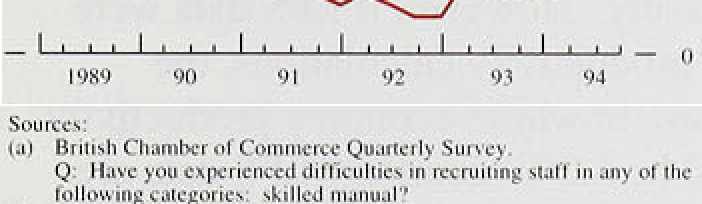 0
1989 90 91 92 93 94
Sources:
(a) British Chamber of Commerce Quarterly Survey.
Q: Have you experienced difficulties in recruiting staff in any of the
following categories: skilled manual?